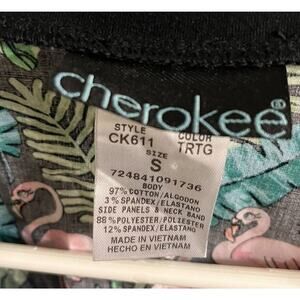 cherokee®
STYLE COLOR
CK611 TRTG
SIZE
S
724841091736
BODY
97% COTTON/ALGODON
3% SPANDEX/ELASTANO
SIDE PANELS & NECK BAND
88% POLYESTER/POLIESTER
12% SPANDEX/ELASTANO
MADE IN VIETNAM
HECHO EN VIETNAM